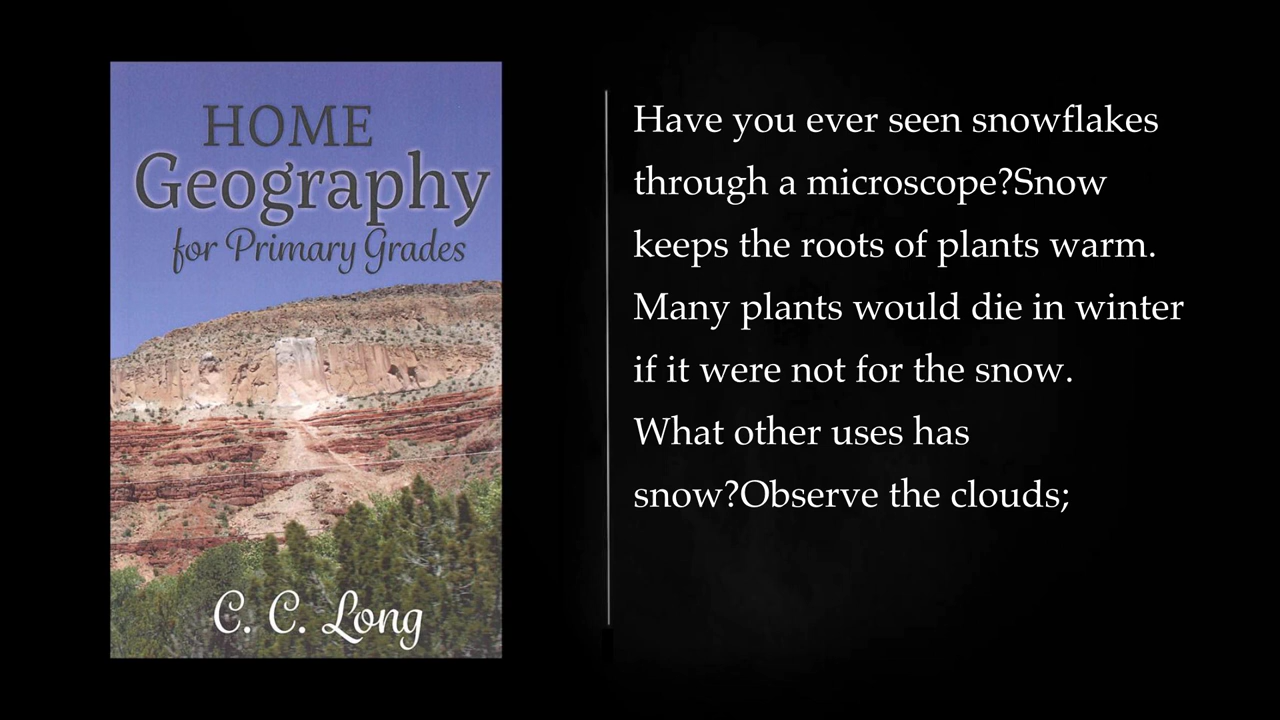 HOME
Geography
for Primary Grades
C. C. Long
Have you ever seen snowflakes
through a microscope?Snow
keeps the roots of plants warm.
Many plants would die in winter
if it were not for the snow.
What other uses has
snow?Observe the clouds;